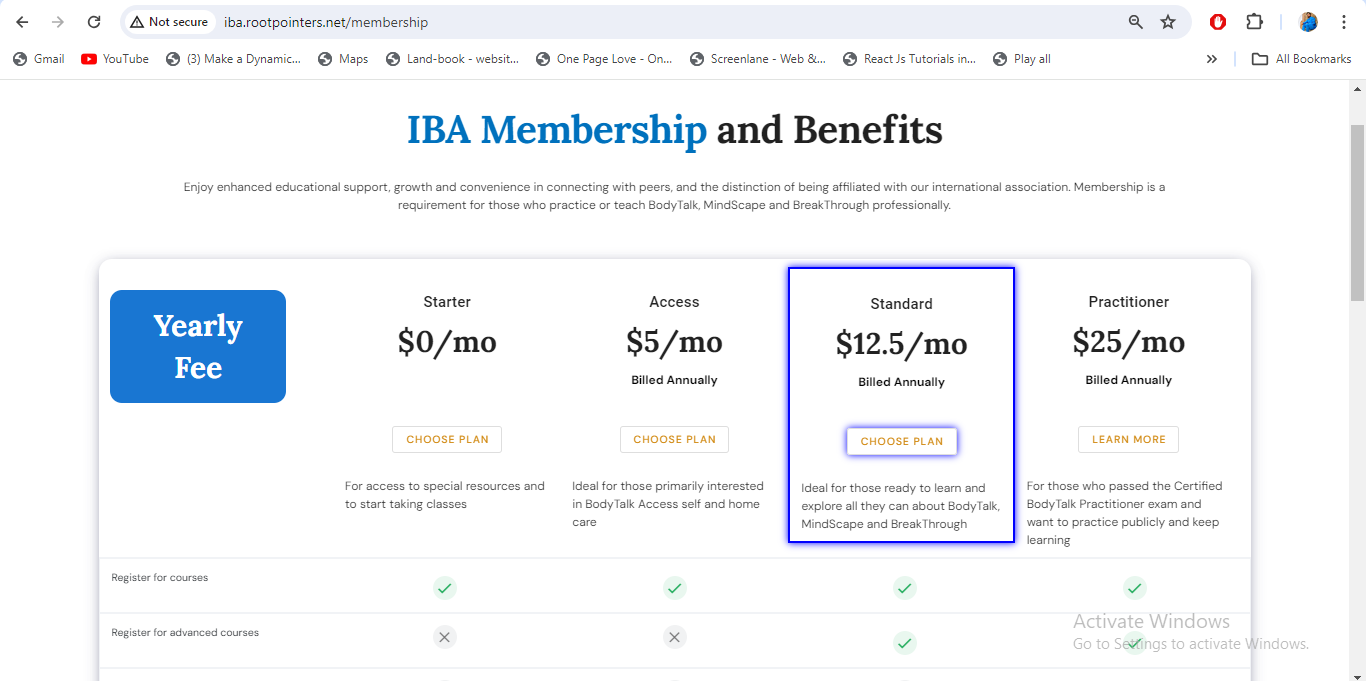 Not secure
iba.rootpointers.net/membership
Gmail
YouTube
(3) Make a Dynamic...
Maps
Land-book - websit...
One Page Love - On...
Screenlane - Web &...
React Js Tutorials in...
Play all
All Bookmarks
IBA Membership and Benefits
Enjoy enhanced educational support, growth and convenience in connecting with peers, and the distinction of being affiliated with our international association. Membership is a
requirement for those who practice or teach BodyTalk, MindScape and BreakThrough professionally.
Yearly
Fee
Starter
$0/mo
CHOOSE PLAN
For access to special resources and
to start taking classes
Access
$5/mo
Billed Annually
CHOOSE PLAN
Ideal for those primarily interested
in BodyTalk Access self and home
care
Standard
$12.5/mo
Billed Annually
CHOOSE PLAN
Ideal for those ready to learn and
explore all they can about BodyTalk,
MindScape and BreakThrough
Practitioner
$25/mo
Billed Annually
LEARN MORE
For those who passed the Certified
BodyTalk Practitioner exam and
want to practice publicly and keep
learning
Register for courses
Register for advanced courses
Activate Windows
Go to Settings to activate Windows.